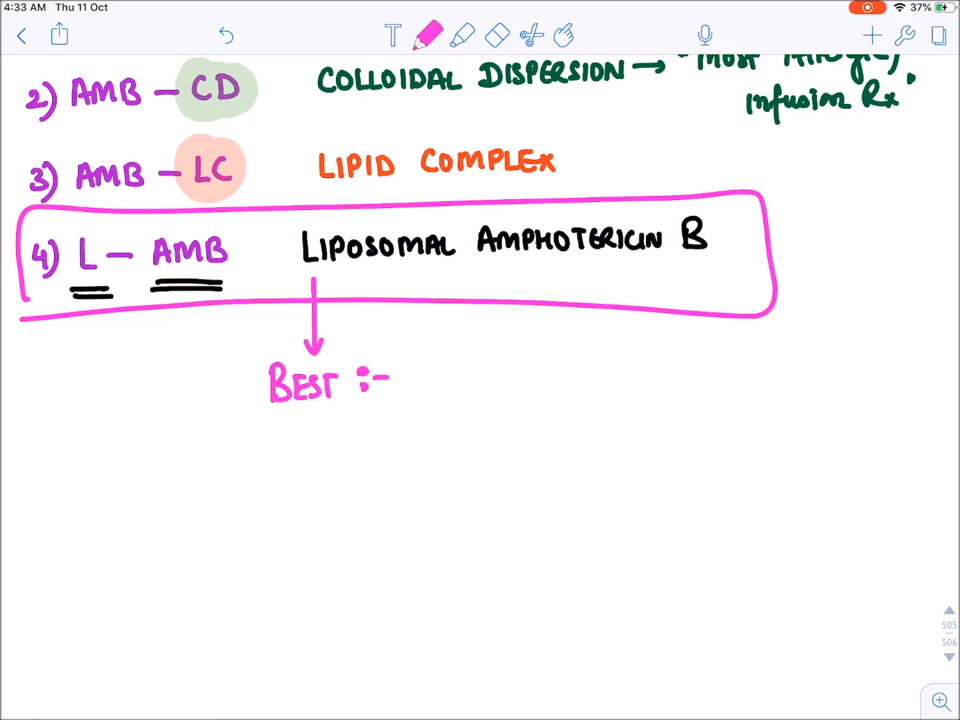 4:33 AM Thu 11 Oct
37%
2) AMB - CD COLLOIDAL DISPERSION → "Most Allergic,
infusion Rx"
3) AMB - LC LIPID COMPLEX
4) L - AMB LIPOSOMAL AMPHOTERICIN B
BEST :-
505
506